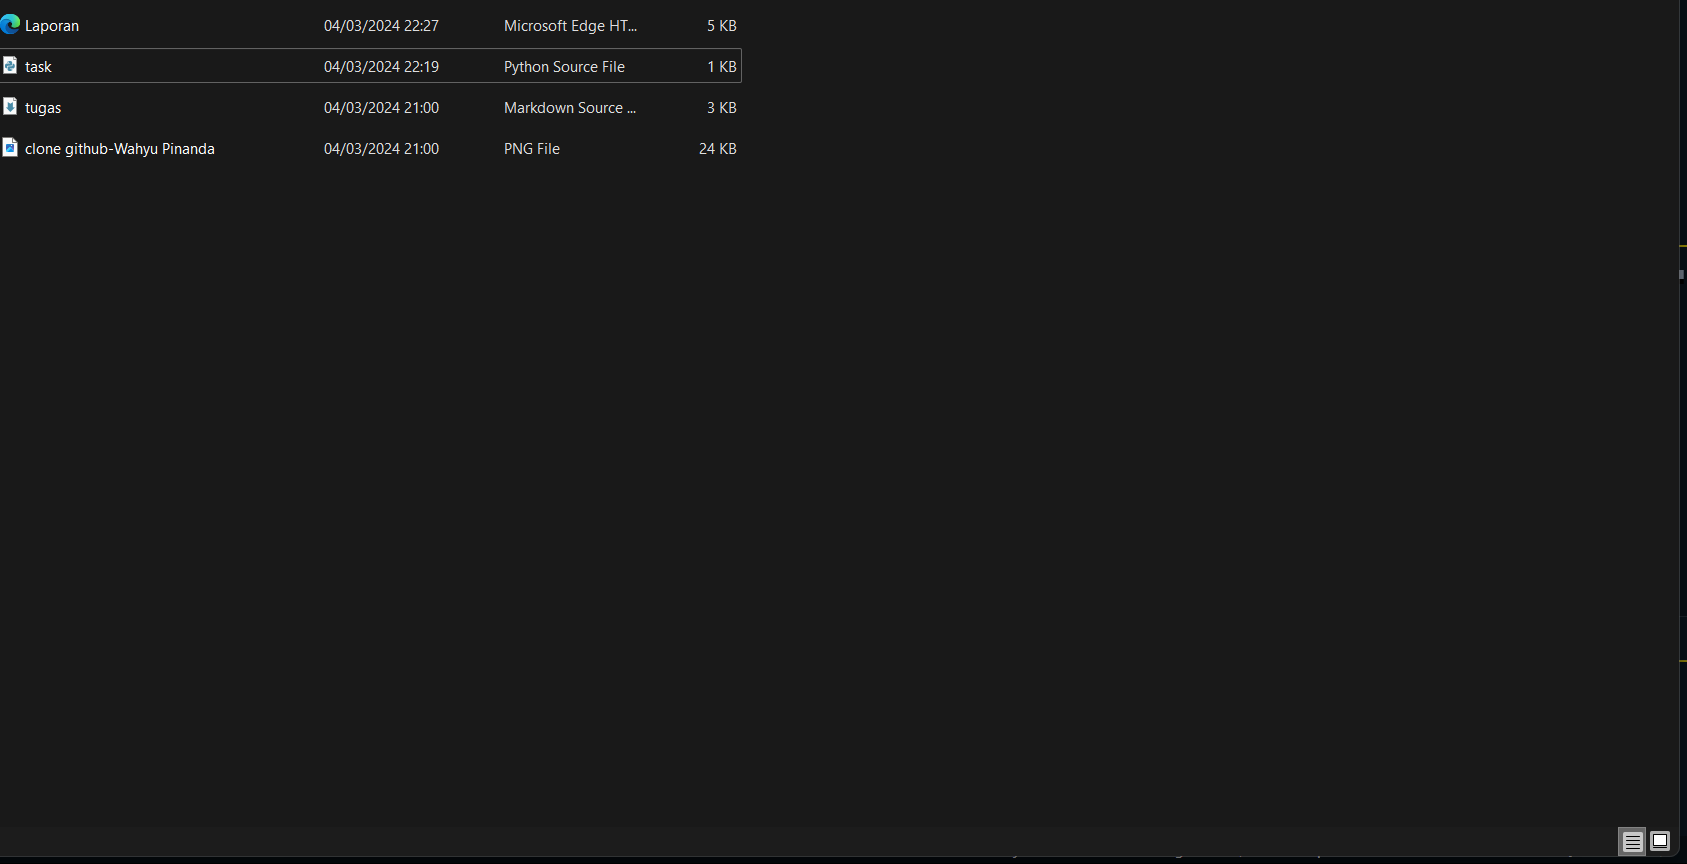 Laporan 04/03/2024 22:27 Microsoft Edge HT... 5 KB
task 04/03/2024 22:19 Python Source File 1 KB
tugas 04/03/2024 21:00 Markdown Source ... 3 KB
clone github-Wahyu Pinanda 04/03/2024 21:00 PNG File 24 KB